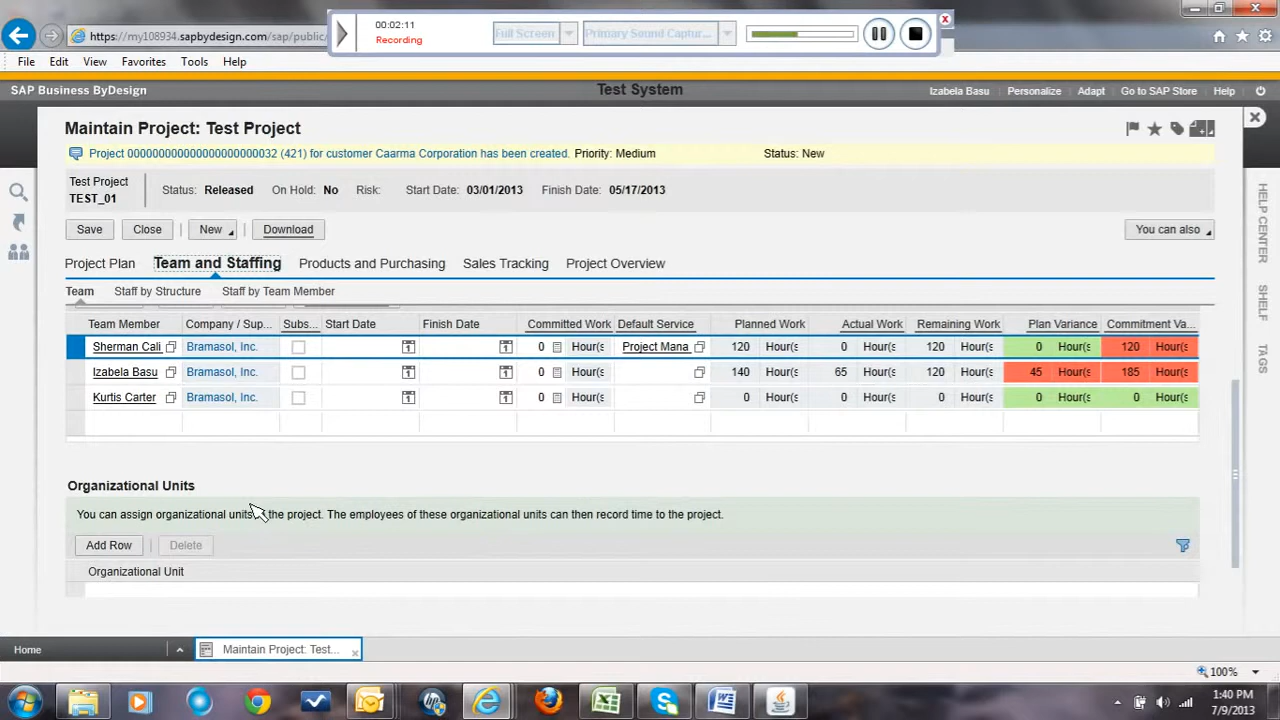 00:02:11
Recording
Full Screen
Primary Sound Captur...
https://my108934.sapbydesign.com/sap/public/
File Edit View Favorites Tools Help
SAP Business ByDesign
Test System
Izabela Basu Personalize Adapt Go to SAP Store Help
Maintain Project: Test Project
Project 00000000000000000000032 (421) for customer Caarma Corporation has been created. Priority: Medium Status: New
Test Project
TEST_01
Status: Released On Hold: No Risk: Start Date: 03/01/2013 Finish Date: 05/17/2013
Save Close New Download You can also
Project Plan Team and Staffing Products and Purchasing Sales Tracking Project Overview
Team Staff by Structure Staff by Team Member
Team Member Company / Sup... Subs... Start Date Finish Date Committed Work Default Service Planned Work Actual Work Remaining Work Plan Variance Commitment Va...
Sherman Cali Bramasol, Inc. 1 1 0 Hour(s Project Mana 120 Hour(s 0 Hour(s 120 Hour(s 0 Hour(s 120 Hour(s
Izabela Basu Bramasol, Inc. 1 1 0 Hour(s 140 Hour(s 65 Hour(s 120 Hour(s 45 Hour(s 185 Hour(s
Kurtis Carter Bramasol, Inc. 1 1 0 Hour(s 0 Hour(s 0 Hour(s 0 Hour(s 0 Hour(s 0 Hour(s
Organizational Units
You can assign organizational units the project. The employees of these organizational units can then record time to the project.
Add Row Delete
Organizational Unit
HELP CENTER
SHELF
TAGS
Home
Maintain Project: Test...
100%
1:40 PM
7/9/2013